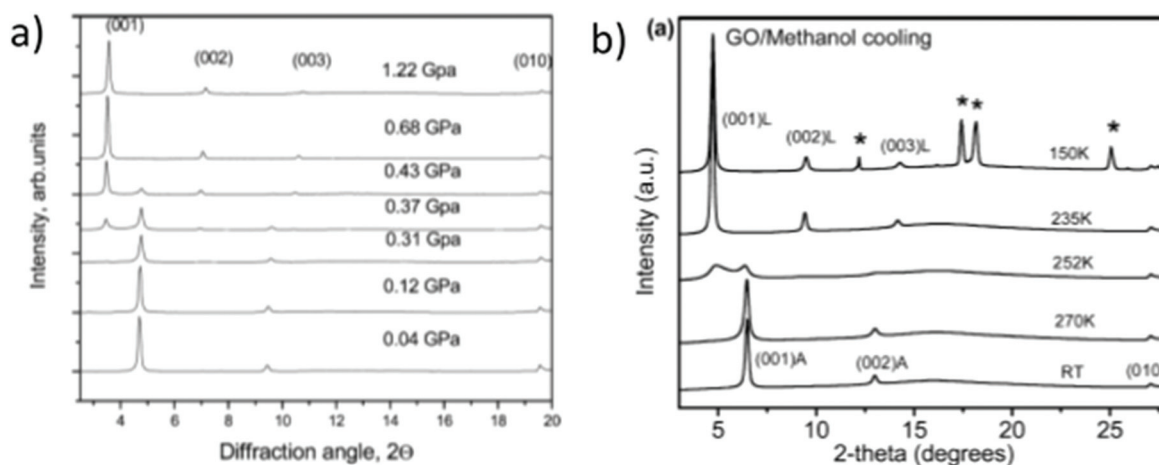 a)
(001)
(002)
(003)
(010)
1.22 Gpa
0.68 GPa
0.43 GPa
0.37 Gpa
0.31 Gpa
0.12 GPa
0.04 GPa
Intensity, arb.units
4 6 8 10 12 14 16 18 20
Diffraction angle, 2Θ
b)
(a)
GO/Methanol cooling
(001)L
(002)L
*
(003)L
* *
*
150K
235K
252K
270K
(001)A
(002)A
RT
(010
Intensity (a.u.)
5 10 15 20 25
2-theta (degrees)